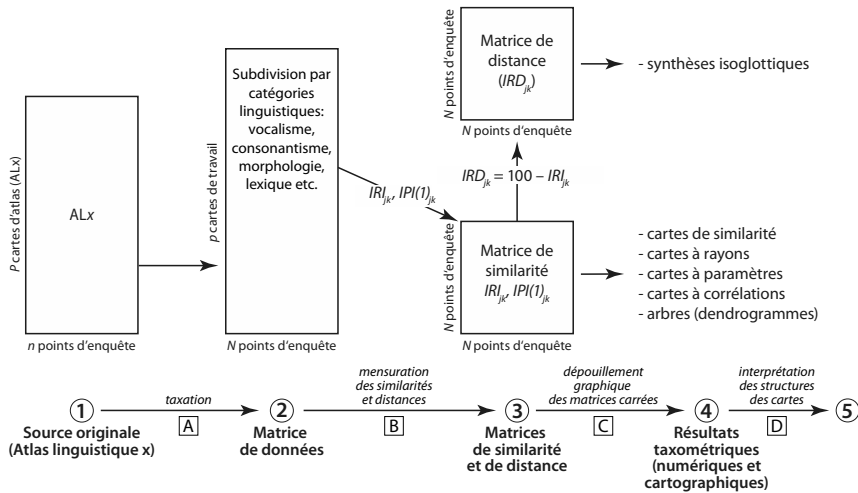 P cartes d'atlas (ALx)
ALx
n points d'enquête
p cartes de travail
Subdivision par
catégories
linguistiques:
vocalisme,
consonantisme,
morphologie,
lexique etc.
N points d'enquête
IRIjk, IPI(1)jk
N points d'enquête
Matrice de
distance
(IRDjk)
N points d'enquête
- synthèses isoglottiques
IRDjk = 100 – IRIjk
N points d'enquête
Matrice de
similarité
IRIjk, IPI(1)jk
N points d'enquête
- cartes de similarité
- cartes à rayons
- cartes à paramètres
- cartes à corrélations
- arbres (dendrogrammes)
1
Source originale
(Atlas linguistique x)
taxation
A
2
Matrice
de données
mensuration
des similarités
et distances
B
3
Matrices
de similarité
et de distance
dépouillement
graphique
des matrices carrées
C
4
Résultats
taxométriques
(numériques et
cartographiques)
interprétation
des structures
des cartes
D
5